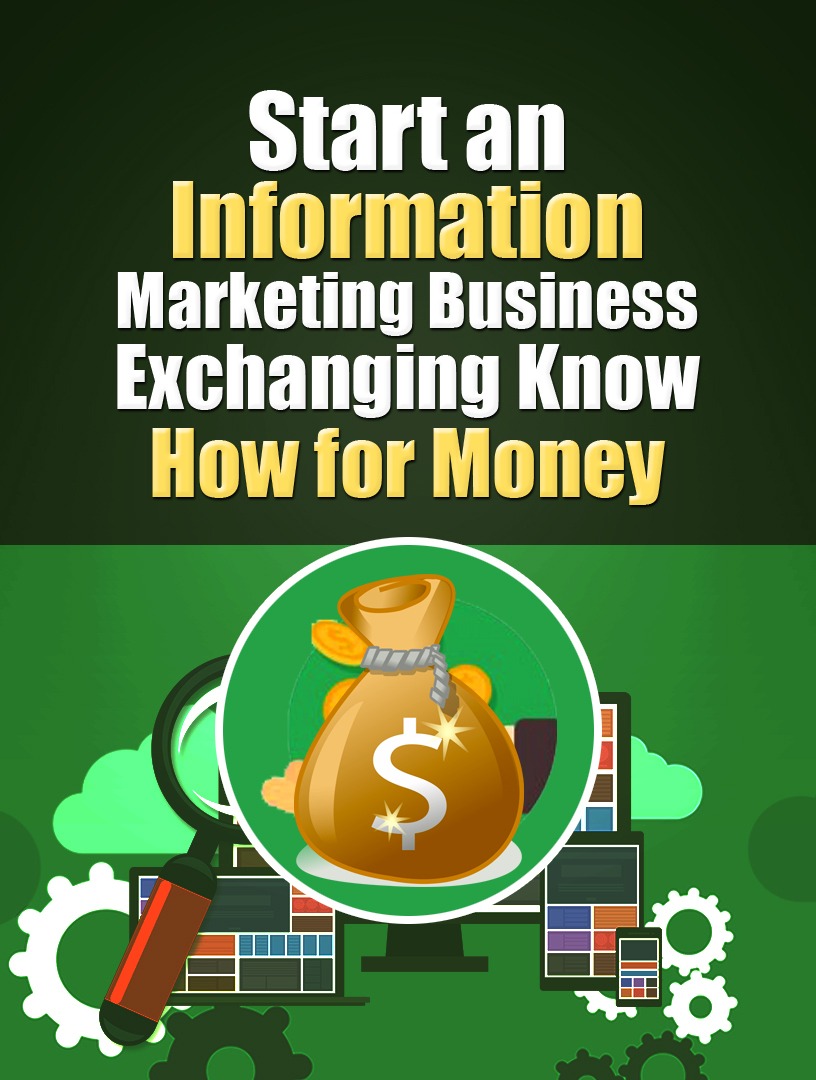 Start an
Information
Marketing Business
Exchanging Know
How for Money
$